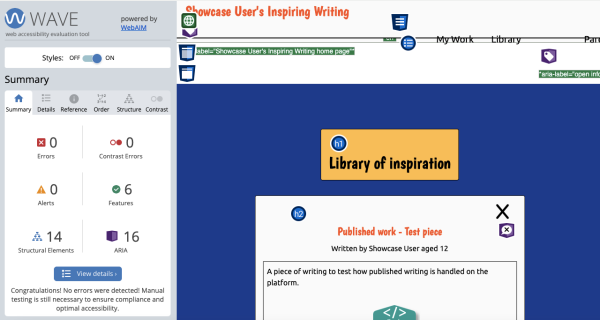 WAVE
web accessibility evaluation tool
powered by
WebAIM
Styles: OFF ON
Summary
Summary Details Reference Order Structure Contrast
0 Errors
0 Contrast Errors
0 Alerts
6 Features
14 Structural Elements
16 ARIA
View details ›
Congratulations! No errors were detected! Manual
testing is still necessary to ensure compliance and
optimal accessibility.
Showcase User's Inspiring Writing
My Work Library
label="Showcase User's Inspiring Writing home page"*
*"aria-label="open
h1
Library of inspiration
h2
X
Published work - Test piece
Written by Showcase User aged 12
A piece of writing to test how published writing is handled on the
platform.
</>